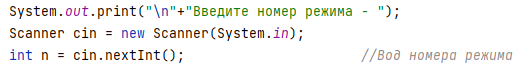 System.out.print("\n"+"Введите номер режима - ");
Scanner cin = new Scanner(System.in);
int n = cin.nextInt(); //Вод номера режима